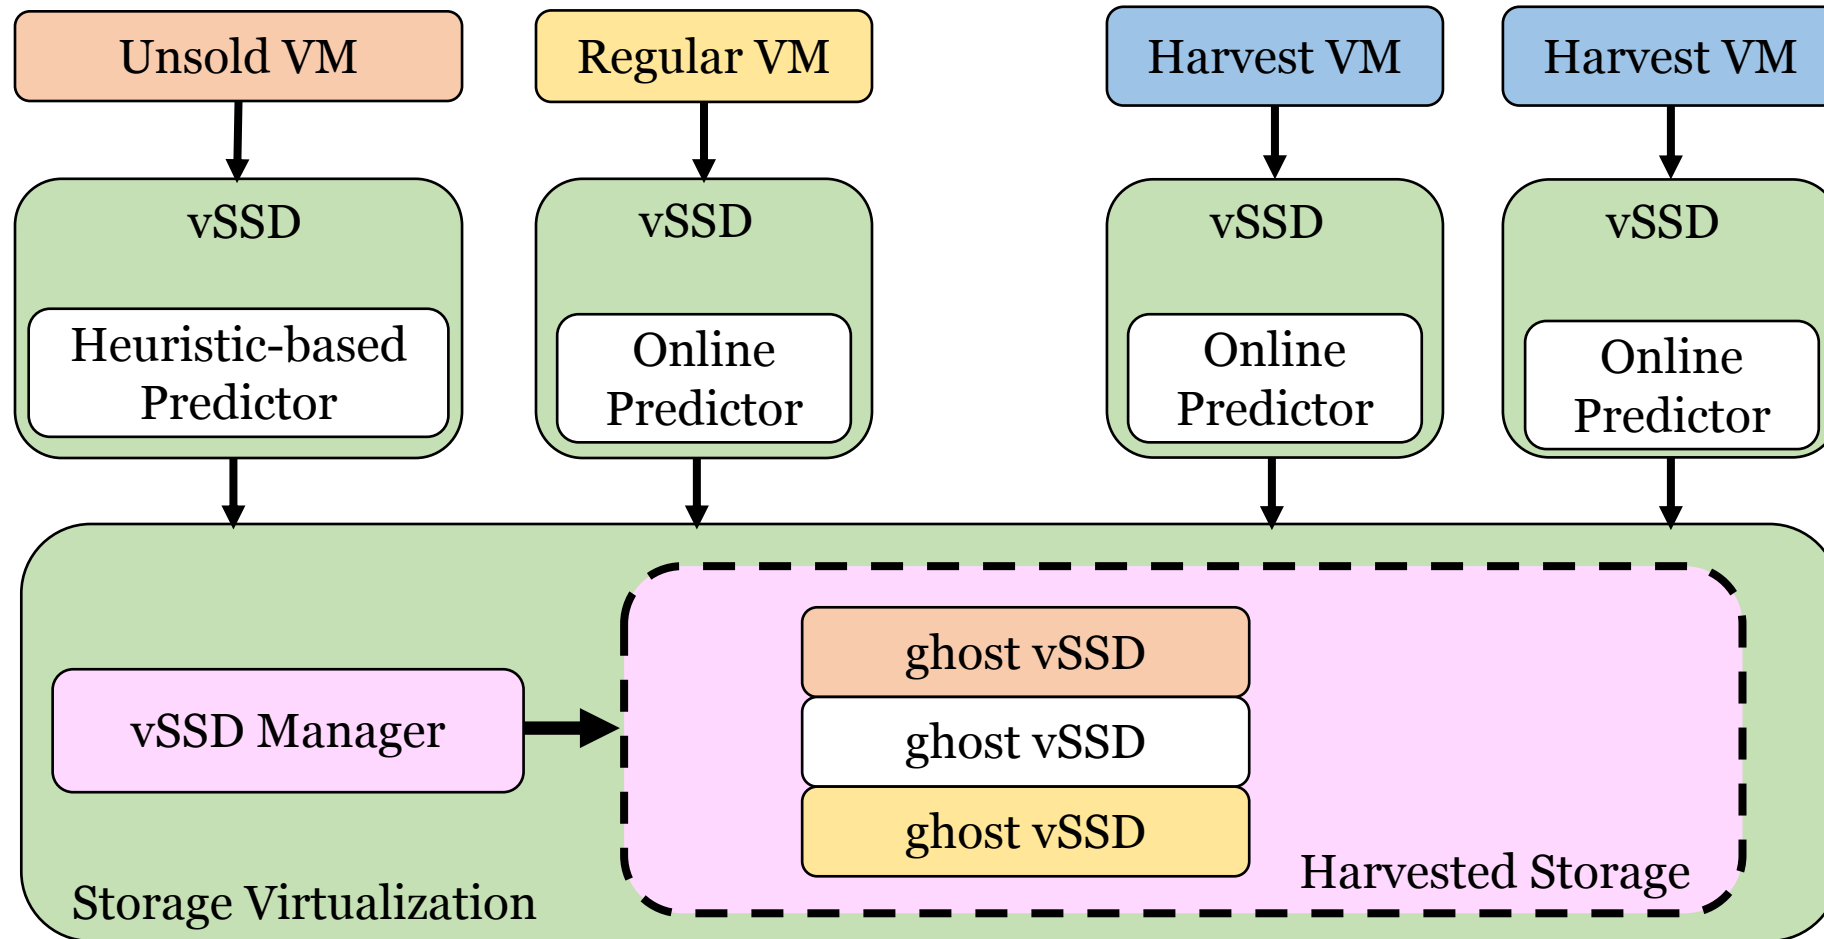 Unsold VM
Regular VM
Harvest VM
Harvest VM
vSSD
vSSD
vSSD
vSSD
Heuristic-based
Predictor
Online
Predictor
Online
Predictor
Online
Predictor
ghost vSSD
vSSD Manager
ghost vSSD
ghost vSSD
Harvested Storage
Storage Virtualization